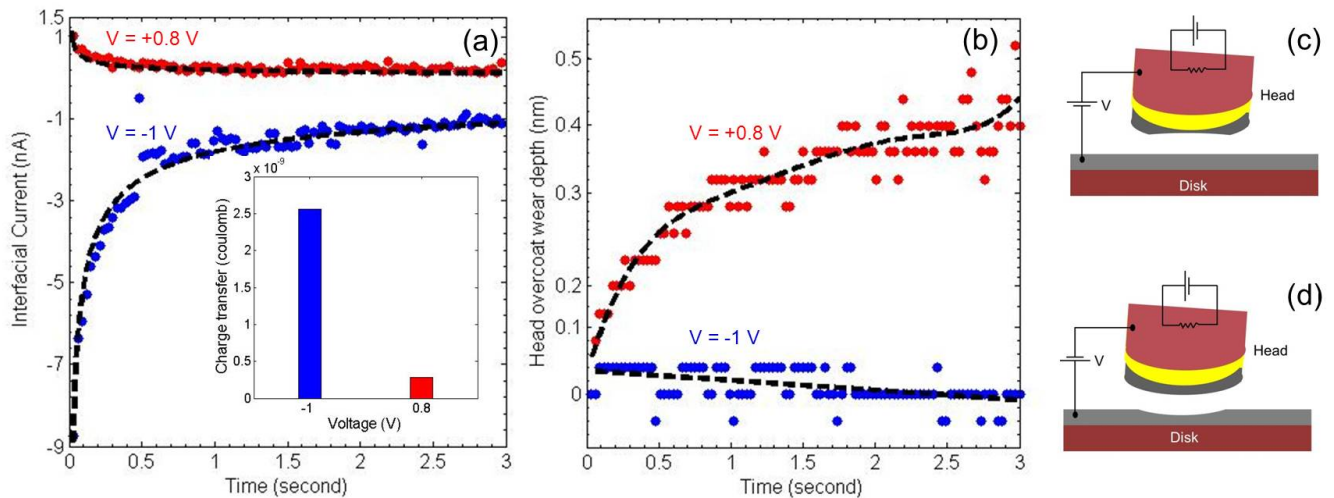 (a)
V = +0.8 V
V = -1 V
Interfacial Current (nA)
1
-1
-3
-5
-7
-9
0
0.5
1
1.5
2
2.5
3
Time (second)
x 10⁻⁹
Charge transfer (coulomb)
3
2.5
2
1.5
1
0.5
0
-1
0.8
Voltage (V)
(b)
V = +0.8 V
V = -1 V
Head overcoat wear depth (nm)
0.5
0.4
0.3
0.2
0.1
0
0
0.5
1
1.5
2
2.5
3
Time (second)
(c)
V
Head
Disk
(d)
V
Head
Disk